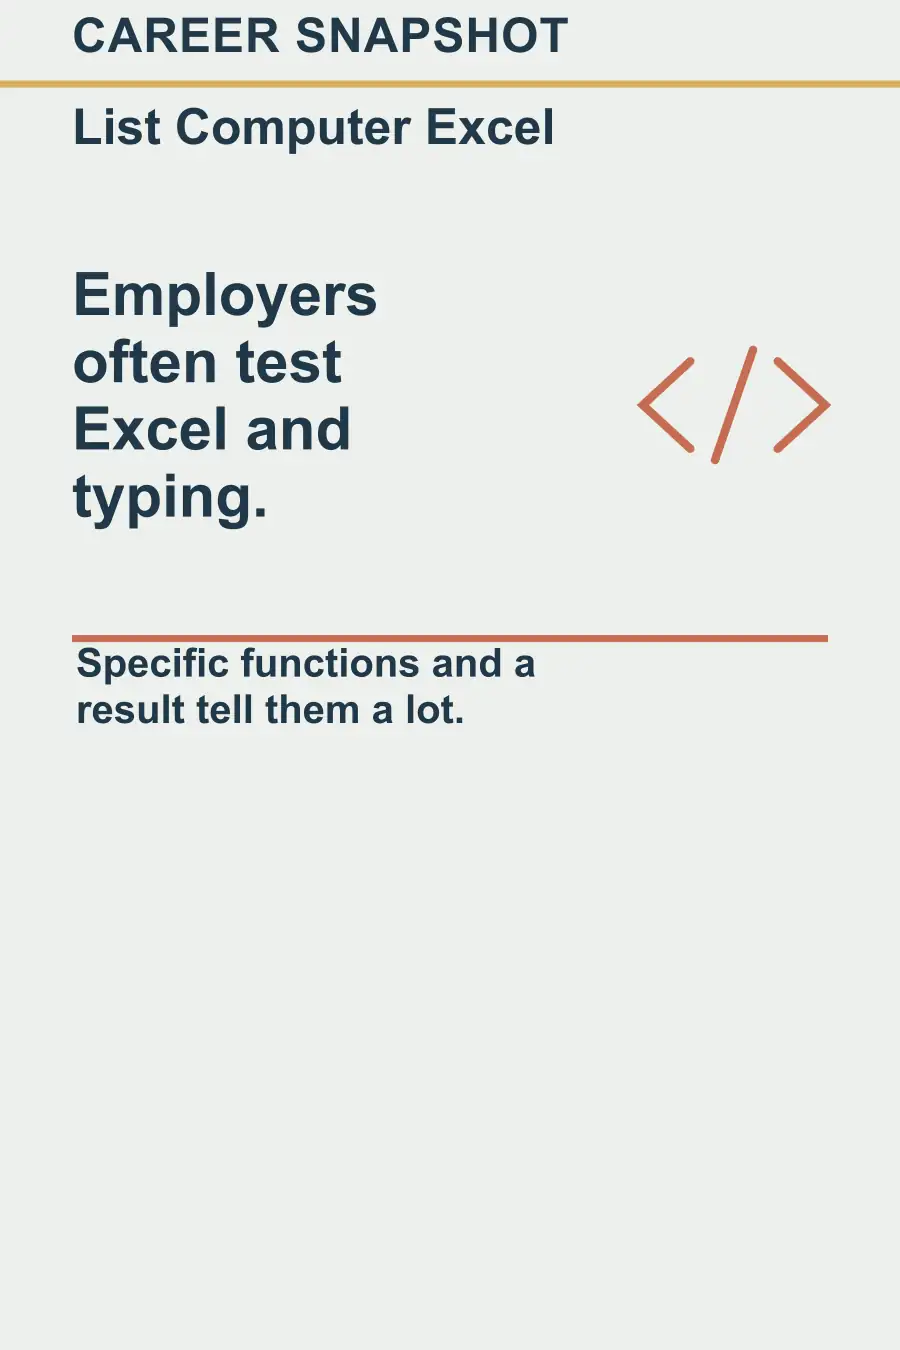 CAREER SNAPSHOT
List Computer Excel
Employers
often test
Excel and
typing.
Specific functions and a
result tell them a lot.